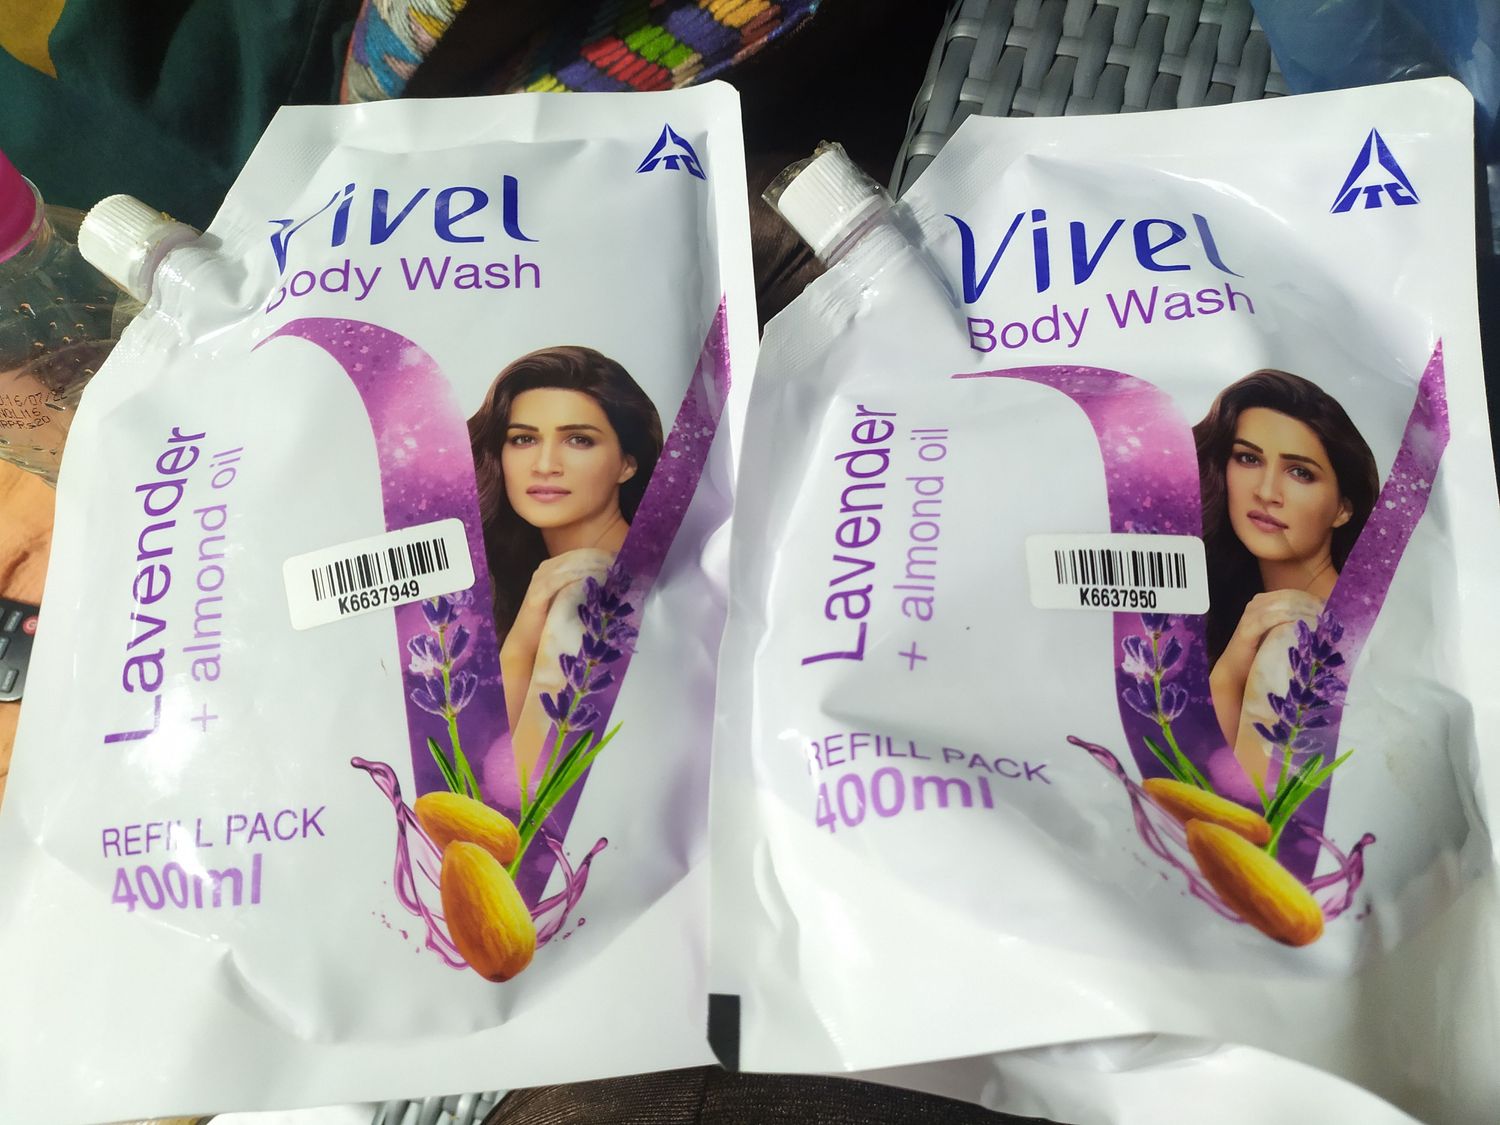 ITC
Vivel
Body Wash
Lavender
+ almond oil
K6637949
REFILL PACK
400ml
ITC
Vivel
Body Wash
Lavender
+ almond oil
K6637950
REFILL PACK
400ml